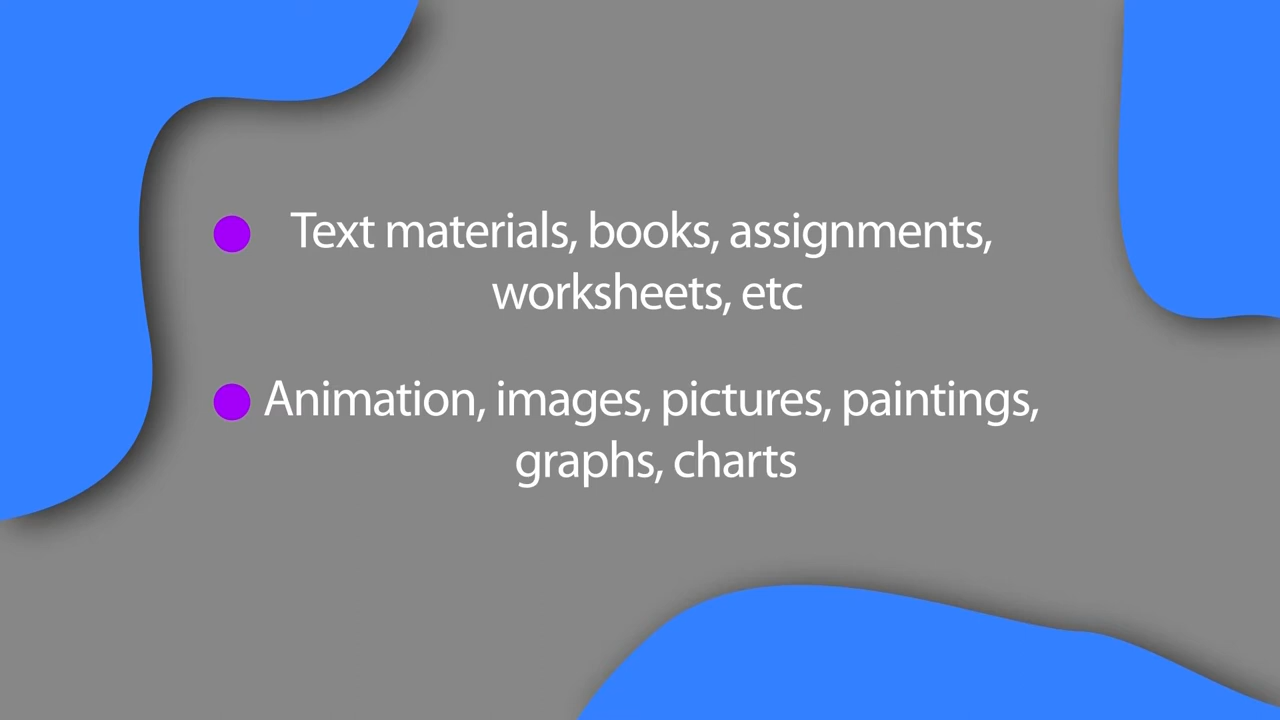 Text materials, books, assignments,
worksheets, etc
Animation, images, pictures, paintings,
graphs, charts